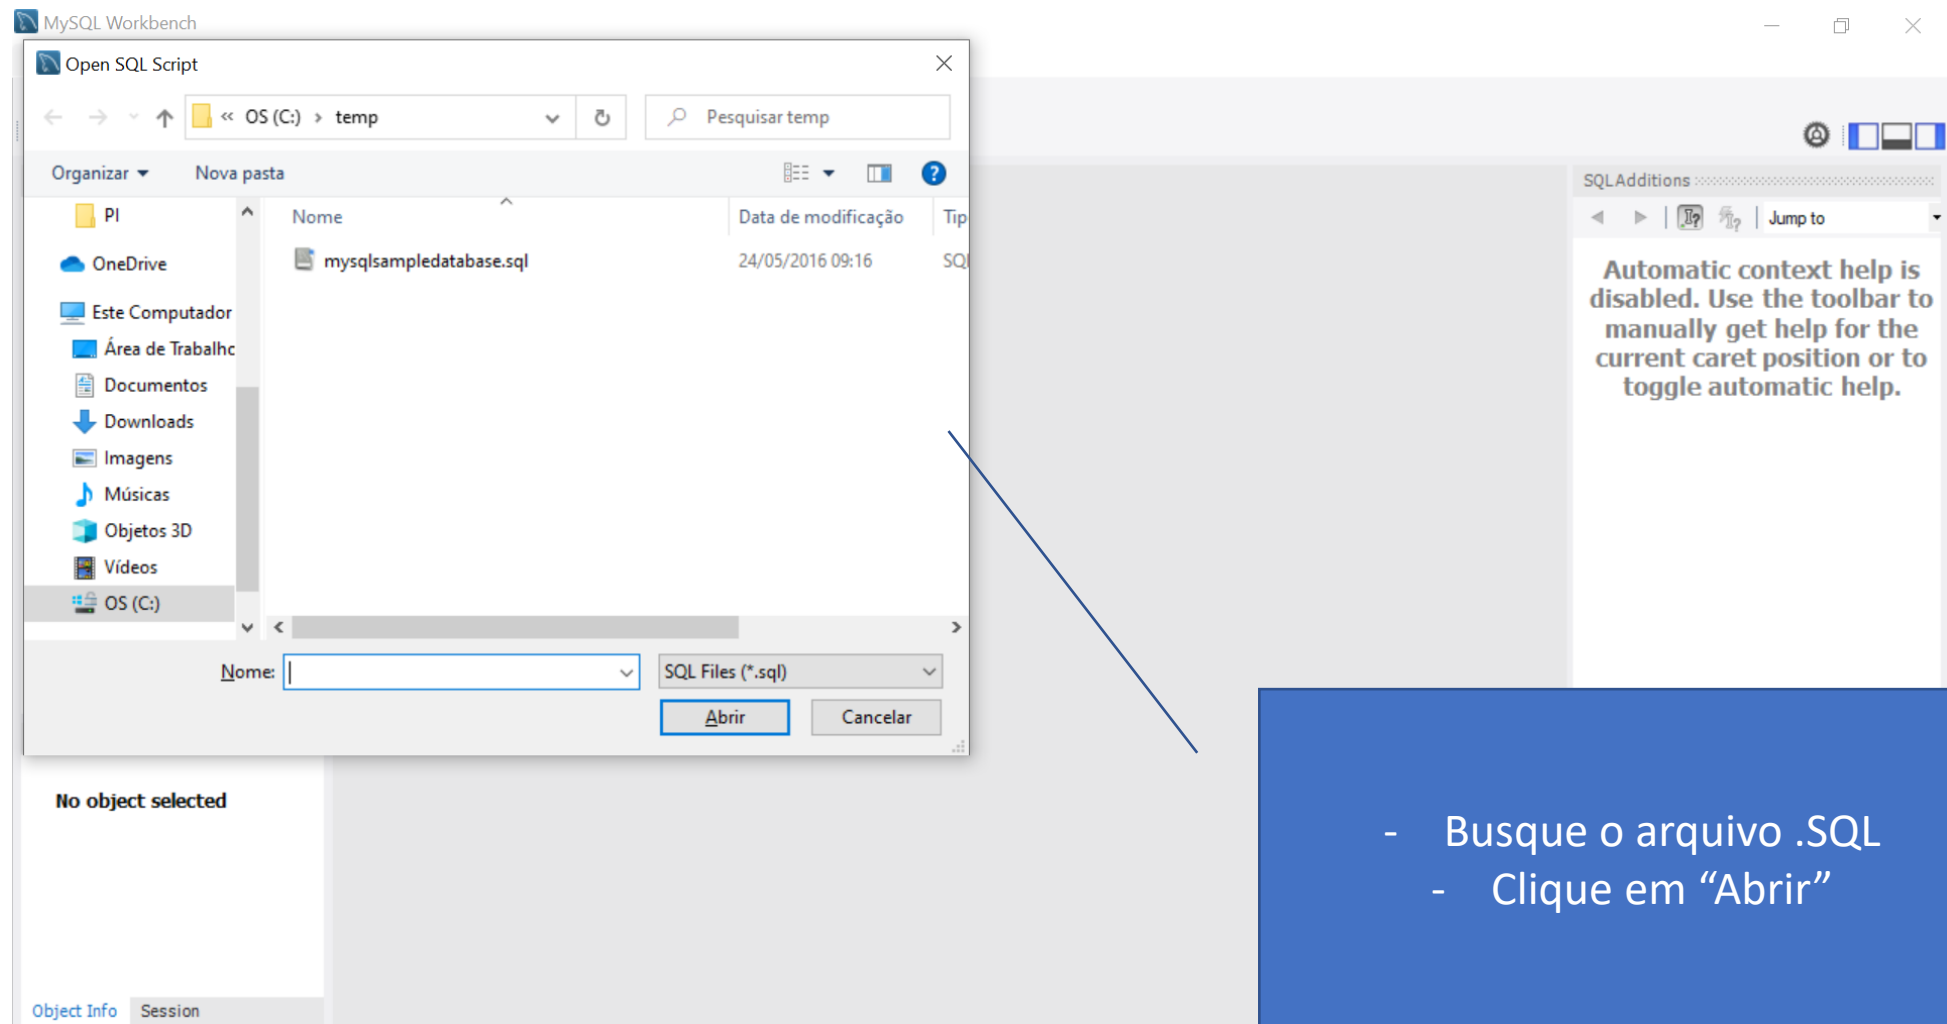 MySQL Workbench
Open SQL Script
« OS (C:) › temp
Pesquisar temp
Organizar
Nova pasta
PI
OneDrive
Este Computador
Área de Trabalho
Documentos
Downloads
Imagens
Músicas
Objetos 3D
Vídeos
OS (C:)
Nome
Data de modificação
Tip
mysqlsampledatabase.sql
24/05/2016 09:16
SQL
Nome:
SQL Files (*.sql)
Abrir
Cancelar
SQLAdditions
Jump to
Automatic context help is
disabled. Use the toolbar to
manually get help for the
current caret position or to
toggle automatic help.
No object selected
Object Info
Session
- Busque o arquivo .SQL
- Clique em “Abrir”